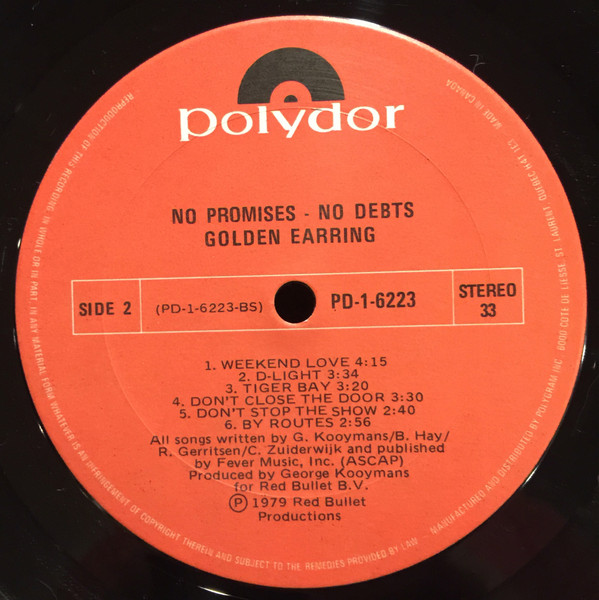 polydor
NO PROMISES - NO DEBTS
GOLDEN EARRING
SIDE 2
(PD-1-6223-BS)
PD-1-6223
STEREO
33
1. WEEKEND LOVE 4:15
2. D-LIGHT 3:34
3. TIGER BAY 3:20
4. DON'T CLOSE THE DOOR 3:30
5. DON'T STOP THE SHOW 2:40
6. BY ROUTES 2:56
All songs written by G. Kooymans/B. Hay/
R. Gerritsen/C. Zuiderwijk and published
by Fever Music, Inc. (ASCAP)
Produced by George Kooymans
for Red Bullet B.V.
Ⓟ 1979 Red Bullet
Productions
REPRODUCTION OF THIS RECORDING IN WHOLE OR IN PART, IN ANY MATERIAL FORM WHATEVER IS AN INFRINGEMENT OF COPYRIGHT THEREIN AND SUBJECT TO THE REMEDIES PROVIDED BY LAW
MANUFACTURED AND DISTRIBUTED BY POLYGRAM INC. 6000 COTE DE LIESSE, ST. LAURENT, QUEBEC H4T 1E3 MADE IN CANADA